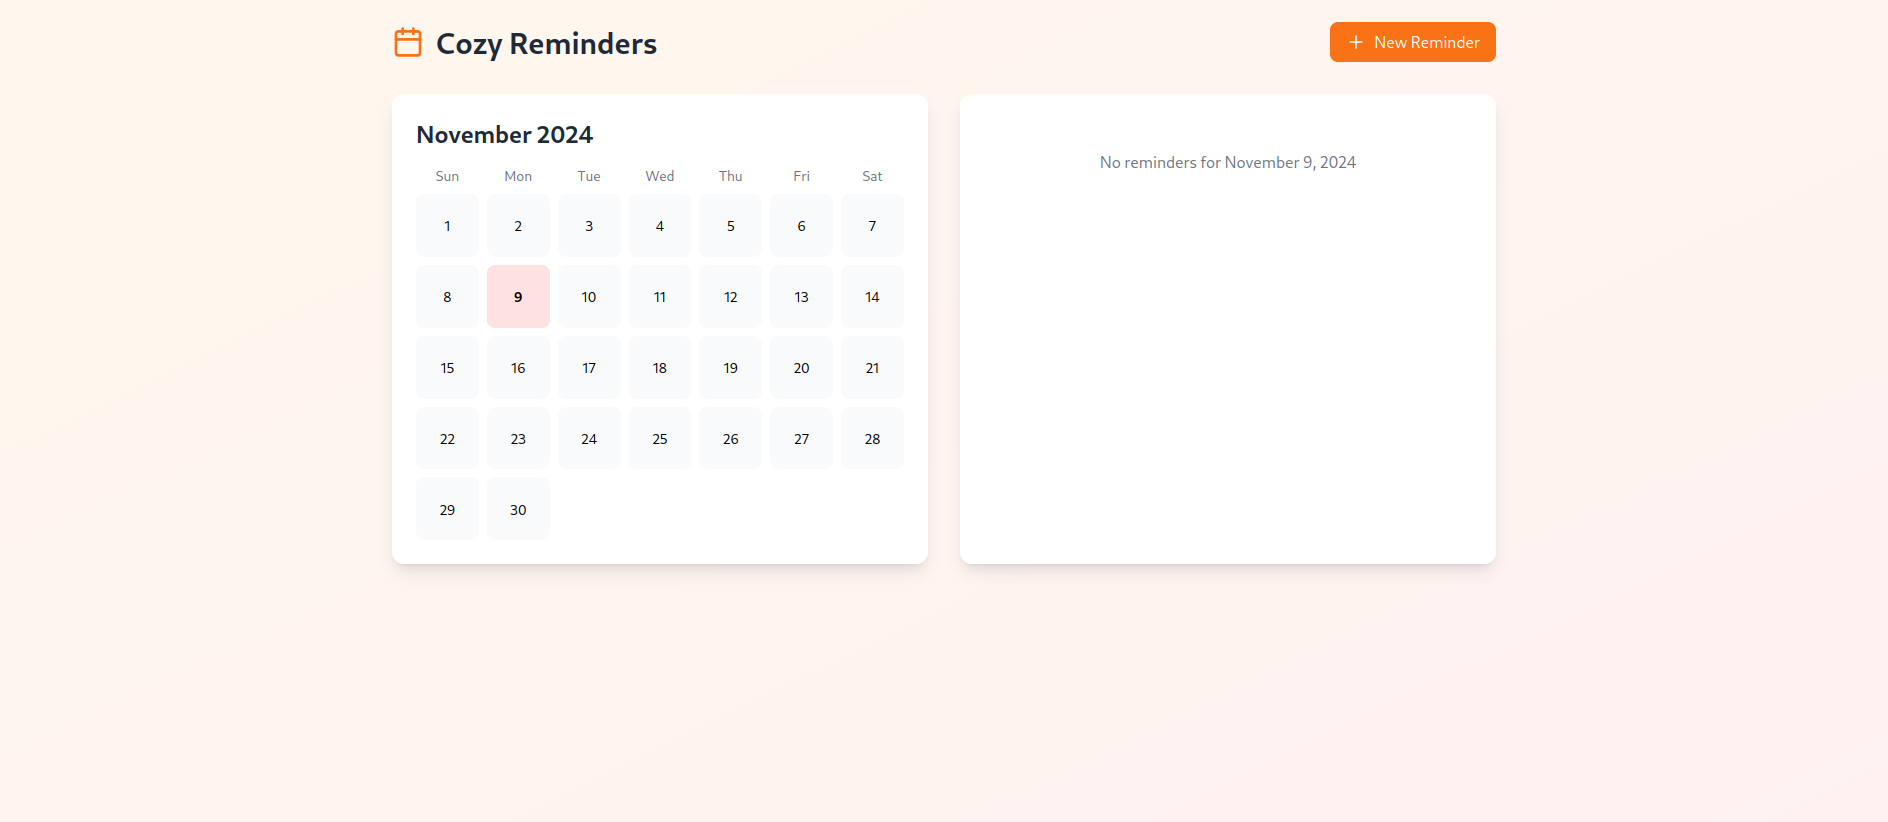 Cozy Reminders
New Reminder
November 2024
Sun Mon Tue Wed Thu Fri Sat
1 2 3 4 5 6 7
8 9 10 11 12 13 14
15 16 17 18 19 20 21
22 23 24 25 26 27 28
29 30
No reminders for November 9, 2024